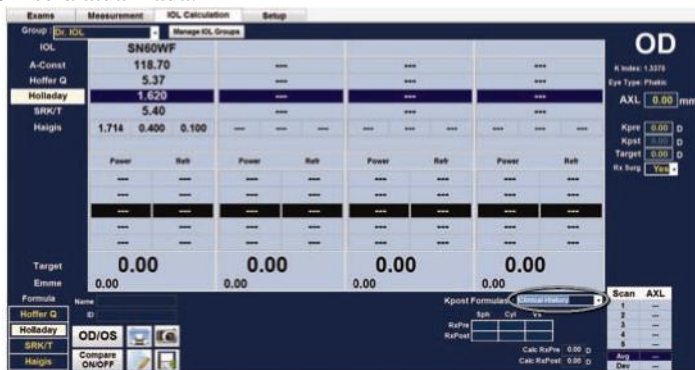 Exams Measurement IOL Calculation Setup
Group : Dr. IOL Manage IOL Groups
OD
IOL SN60WF
A-Const 118.70 --- --- ---
K Index: 1.3375
Hoffer Q 5.37 --- --- ---
Eye Type: Phakic
Holladay 1.620 --- --- ---
AXL 0.00 mm
SRK/T 5.40 --- --- ---
Haigis 1.714 0.400 0.100 --- --- --- --- --- --- --- --- ---
Kpre 0.00 D
Kpst 0.00 D
Target 0.00 D
Rx Surg Yes
Power Refr Power Refr Power Refr Power Refr
--- --- --- --- --- --- --- ---
--- --- --- --- --- --- --- ---
--- --- --- --- --- --- --- ---
--- --- --- --- --- --- --- ---
--- --- --- --- --- --- --- ---
Target 0.00 0.00 0.00 0.00
Emme 0.00 0.00 0.00 0.00
Formula Name Kpost Formulas Clinical History
Scan AXL
Hoffer Q ID
Sph Cyl Vx
1 ---
2 ---
3 ---
4 ---
5 ---
RxPre
RxPost
Holladay OD/OS
SRK/T
Calc RxPre 0.00 D
Haigis Compare ON/OFF
Calc RxPost 0.00 D
Avg ---
Dev ---